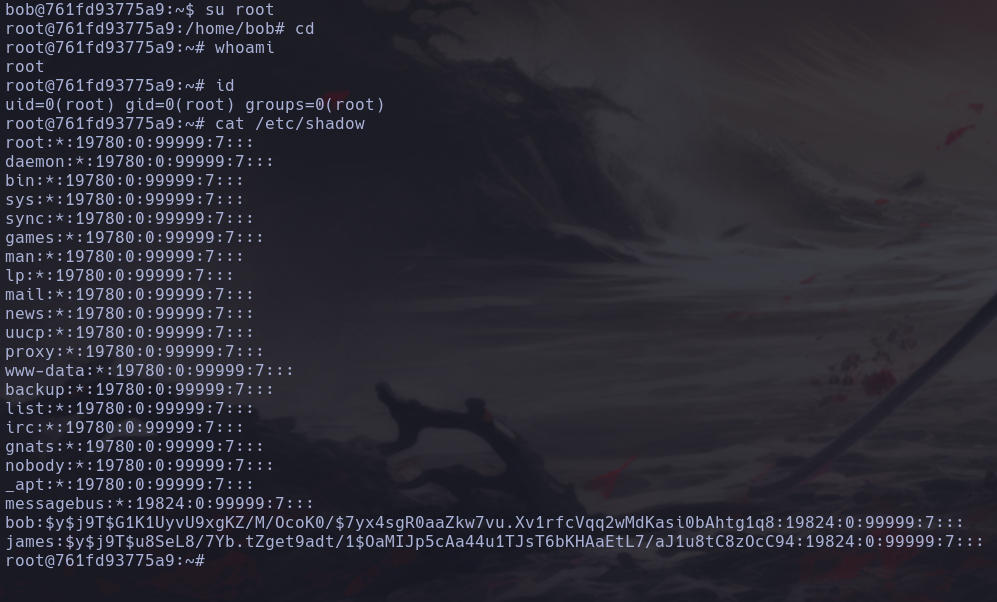 bob@761fd93775a9:~$ su root
root@761fd93775a9:/home/bob# cd
root@761fd93775a9:~# whoami
root
root@761fd93775a9:~# id
uid=0(root) gid=0(root) groups=0(root)
root@761fd93775a9:~# cat /etc/shadow
root:*:19780:0:99999:7:::
daemon:*:19780:0:99999:7:::
bin:*:19780:0:99999:7:::
sys:*:19780:0:99999:7:::
sync:*:19780:0:99999:7:::
games:*:19780:0:99999:7:::
man:*:19780:0:99999:7:::
lp:*:19780:0:99999:7:::
mail:*:19780:0:99999:7:::
news:*:19780:0:99999:7:::
uucp:*:19780:0:99999:7:::
proxy:*:19780:0:99999:7:::
www-data:*:19780:0:99999:7:::
backup:*:19780:0:99999:7:::
list:*:19780:0:99999:7:::
irc:*:19780:0:99999:7:::
gnats:*:19780:0:99999:7:::
nobody:*:19780:0:99999:7:::
_apt:*:19780:0:99999:7:::
messagebus:*:19824:0:99999:7:::
bob:$y$j9T$G1K1UyvU9xgKZ/M/OcoK0/$7yx4sgR0aaZkw7vu.Xv1rfcVqq2wMdKasi0bAhtg1q8:19824:0:99999:7:::
james:$y$j9T$u8SeL8/7Yb.tZget9adt/1$OaMIJp5cAa44u1TJsT6bKHAaEtL7/aJ1u8tC8zOcC94:19824:0:99999:7:::
root@761fd93775a9:~#